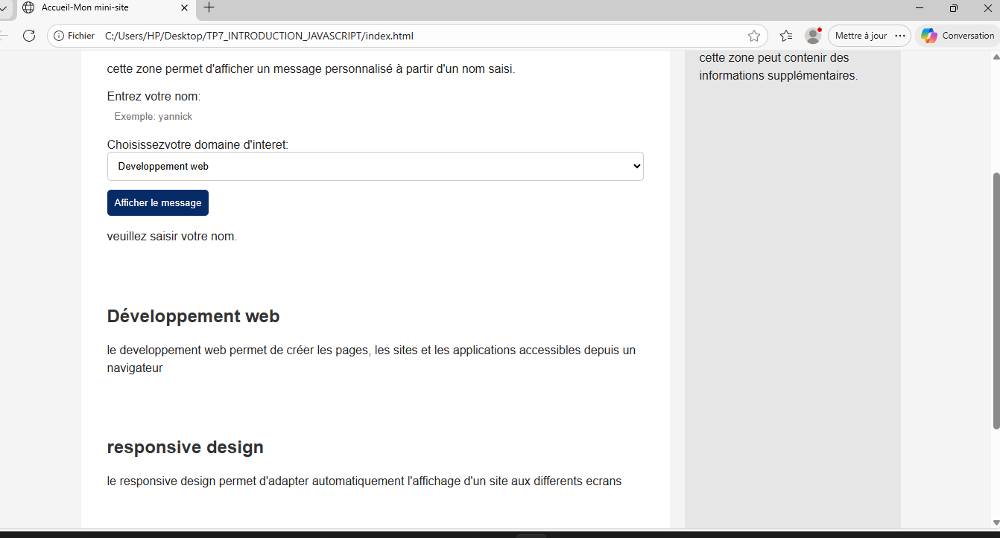 Accueil-Mon mini-site
Fichier C:/Users/HP/Desktop/TP7_INTRODUCTION_JAVASCRIPT/index.html
Mettre à jour
Conversation
cette zone permet d'afficher un message personnalisé à partir d'un nom saisi.
Entrez votre nom:
Exemple: yannick
Choisissezvotre domaine d'interet:
Developpement web
Afficher le message
veuillez saisir votre nom.
Développement web
le developpement web permet de créer les pages, les sites et les applications accessibles depuis un
navigateur
responsive design
le responsive design permet d'adapter automatiquement l'affichage d'un site aux differents ecrans
cette zone peut contenir des
informations supplémentaires.